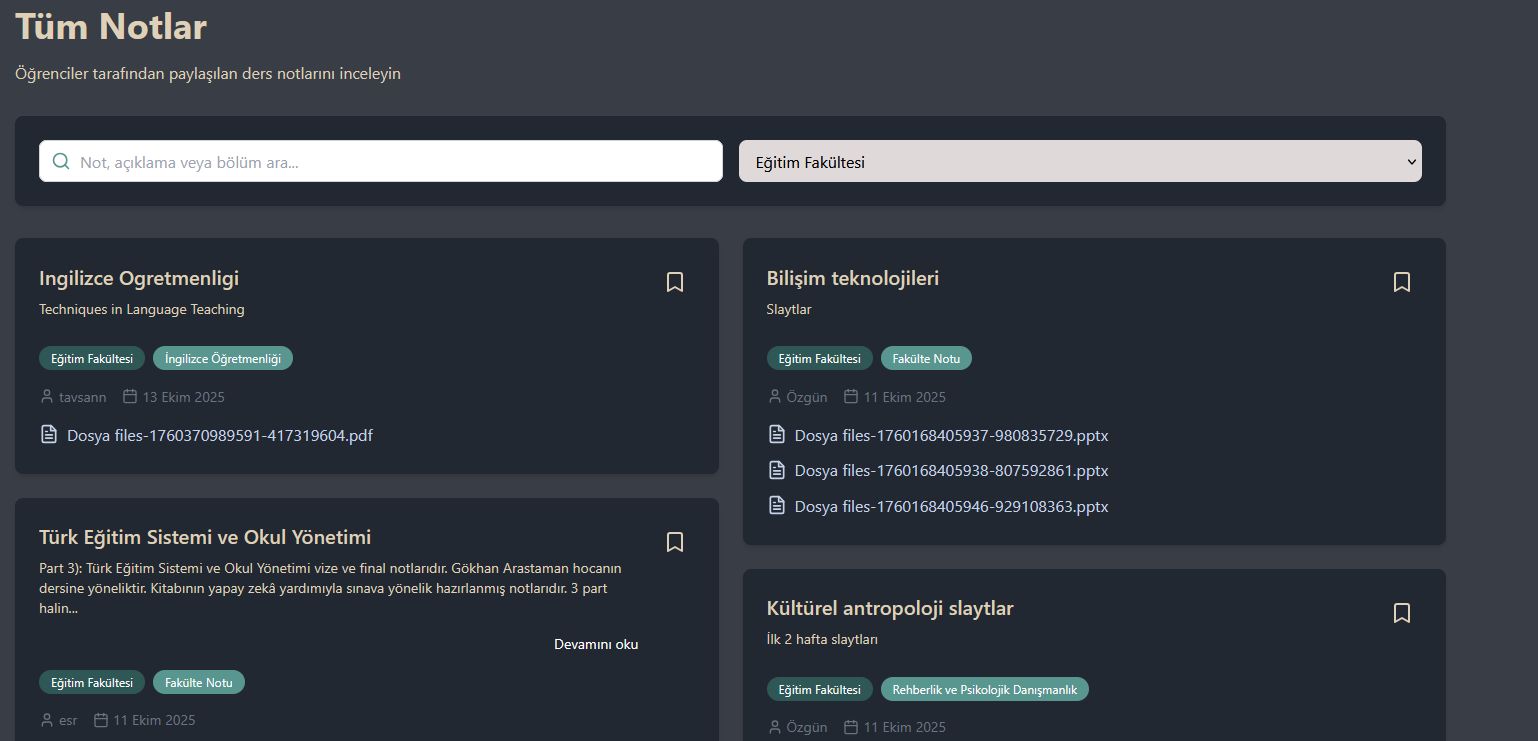 Tüm Notlar
Öğrenciler tarafından paylaşılan ders notlarını inceleyin
Not, açıklama veya bölüm ara...
Eğitim Fakültesi
Ingilizce Ogretmenligi
Techniques in Language Teaching
Eğitim Fakültesi İngilizce Öğretmenliği
tavsann 13 Ekim 2025
Dosya files-1760370989591-417319604.pdf
Bilişim teknolojileri
Slaytlar
Eğitim Fakültesi Fakülte Notu
Özgün 11 Ekim 2025
Dosya files-1760168405937-980835729.pptx
Dosya files-1760168405938-807592861.pptx
Dosya files-1760168405946-929108363.pptx
Türk Eğitim Sistemi ve Okul Yönetimi
Part 3): Türk Eğitim Sistemi ve Okul Yönetimi vize ve final notlarıdır. Gökhan Arastaman hocanın
dersine yöneliktir. Kitabının yapay zekâ yardımıyla sınava yönelik hazırlanmış notlarıdır. 3 part
halin...
Devamını oku
Eğitim Fakültesi Fakülte Notu
esr 11 Ekim 2025
Kültürel antropoloji slaytlar
İlk 2 hafta slaytları
Eğitim Fakültesi Rehberlik ve Psikolojik Danışmanlık
Özgün 11 Ekim 2025